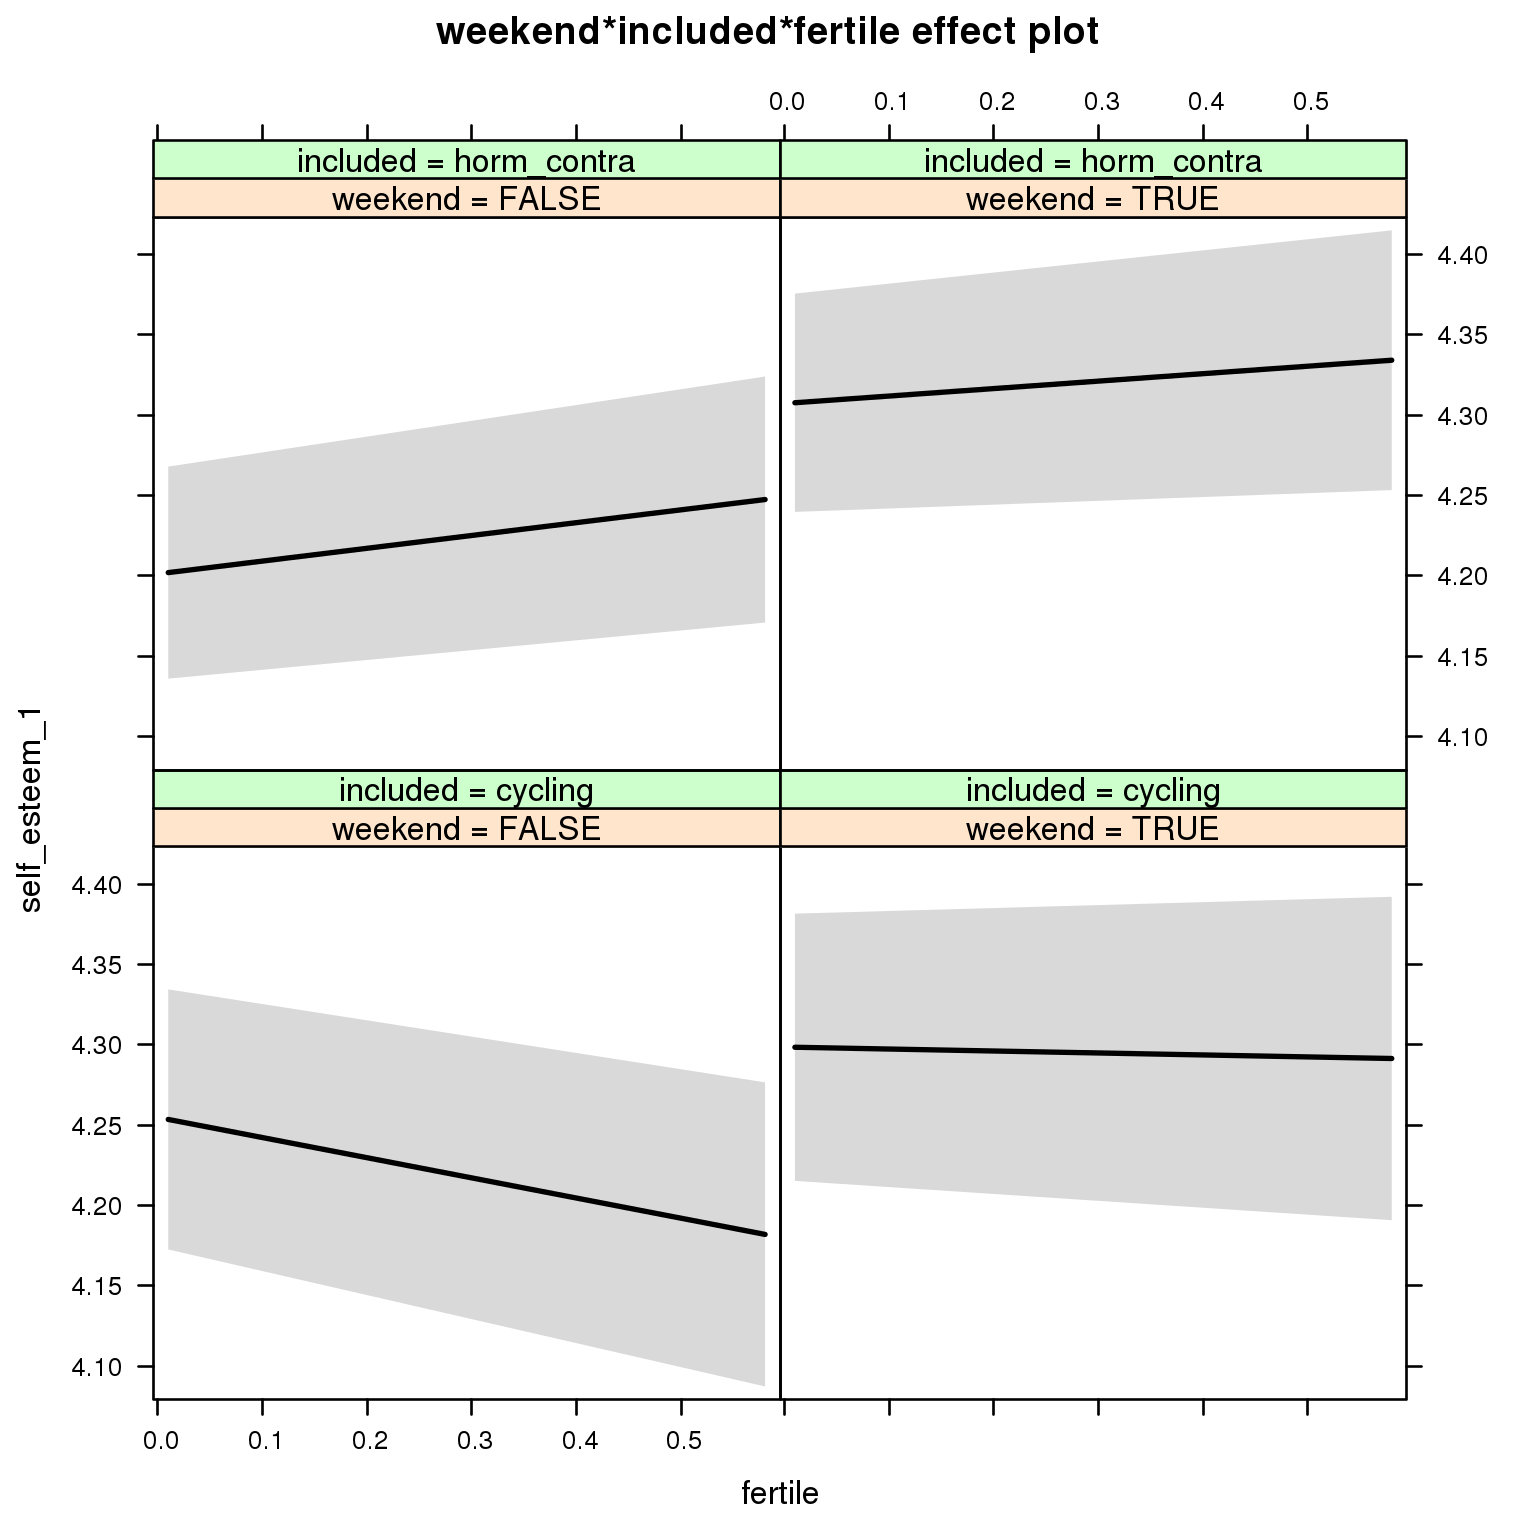 weekend*included*fertile effect plot
0.0 0.1 0.2 0.3 0.4 0.5
included = horm_contra included = horm_contra
weekend = FALSE weekend = TRUE
4.40
4.35
4.30
4.25
4.20
4.15
4.10
self_esteem_1
included = cycling included = cycling
weekend = FALSE weekend = TRUE
4.40
4.35
4.30
4.25
4.20
4.15
4.10
0.0 0.1 0.2 0.3 0.4 0.5
fertile